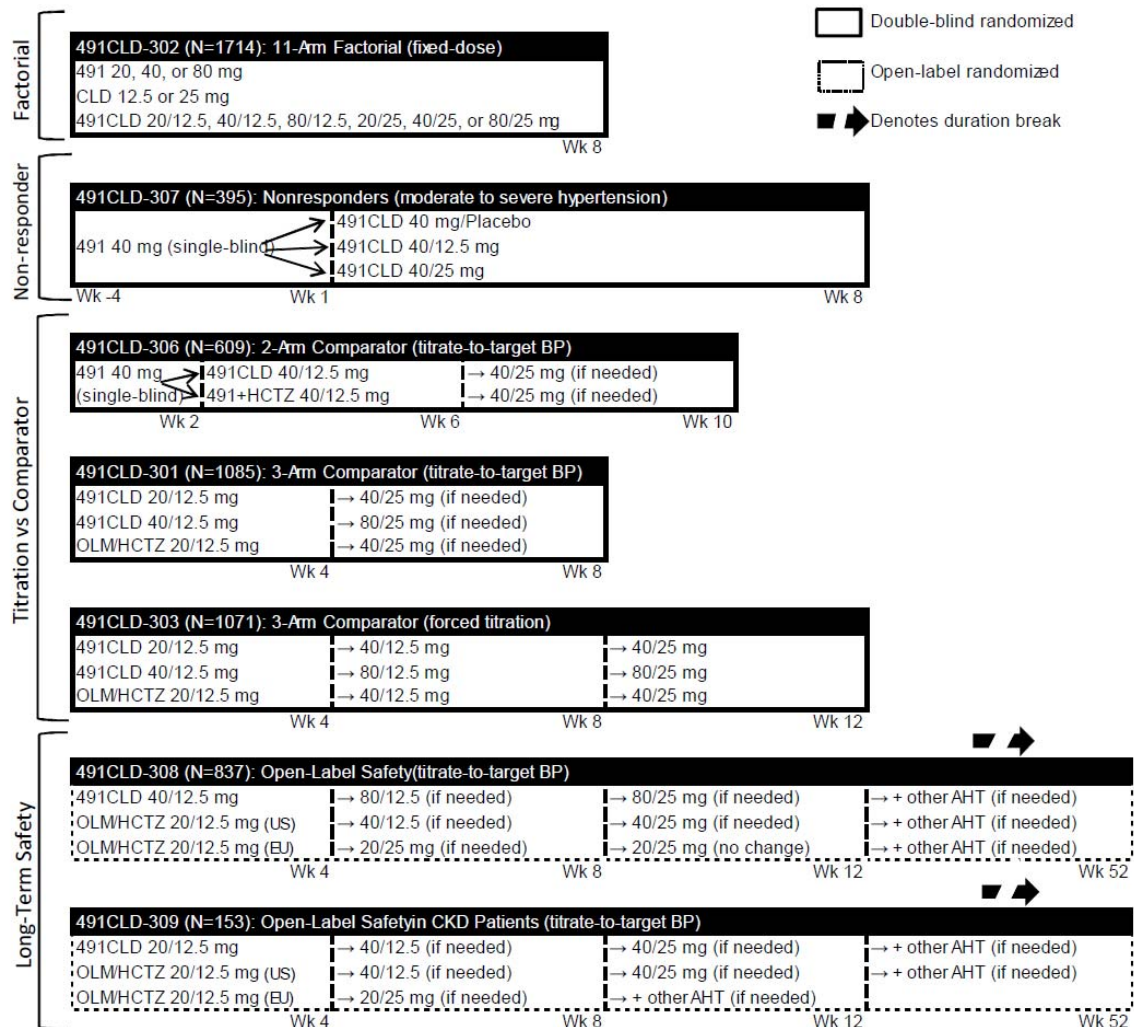 Double-blind randomized
Open-label randomized
Denotes duration break
Factorial
491CLD-302 (N=1714): 11-Arm Factorial (fixed-dose)
491 20, 40, or 80 mg
CLD 12.5 or 25 mg
491CLD 20/12.5, 40/12.5, 80/12.5, 20/25, 40/25, or 80/25 mg
Wk 8
Non-responder
491CLD-307 (N=395): Nonresponders (moderate to severe hypertension)
491CLD 40 mg/Placebo
491 40 mg (single-blind) 491CLD 40/12.5 mg
491CLD 40/25 mg
Wk -4 Wk 1 Wk 8
Titration vs Comparator
491CLD-306 (N=609): 2-Arm Comparator (titrate-to-target BP)
491 40 mg 491CLD 40/12.5 mg → 40/25 mg (if needed)
(single-blind) 491+HCTZ 40/12.5 mg → 40/25 mg (if needed)
Wk 2 Wk 6 Wk 10
491CLD-301 (N=1085): 3-Arm Comparator (titrate-to-target BP)
491CLD 20/12.5 mg → 40/25 mg (if needed)
491CLD 40/12.5 mg → 80/25 mg (if needed)
OLM/HCTZ 20/12.5 mg → 40/25 mg (if needed)
Wk 4 Wk 8
491CLD-303 (N=1071): 3-Arm Comparator (forced titration)
491CLD 20/12.5 mg → 40/12.5 mg → 40/25 mg
491CLD 40/12.5 mg → 80/12.5 mg → 80/25 mg
OLM/HCTZ 20/12.5 mg → 40/12.5 mg → 40/25 mg
Wk 4 Wk 8 Wk 12
Long-Term Safety
491CLD-308 (N=837): Open-Label Safety(titrate-to-target BP)
491CLD 40/12.5 mg → 80/12.5 (if needed) → 80/25 mg (if needed) → + other AHT (if needed)
OLM/HCTZ 20/12.5 mg (US) → 40/12.5 (if needed) → 40/25 mg (if needed) → + other AHT (if needed)
OLM/HCTZ 20/12.5 mg (EU) → 20/25 mg (if needed) → 20/25 mg (no change) → + other AHT (if needed)
Wk 4 Wk 8 Wk 12 Wk 52
491CLD-309 (N=153): Open-Label Safetyin CKD Patients (titrate-to-target BP)
491CLD 20/12.5 mg → 40/12.5 (if needed) → 40/25 mg (if needed) → + other AHT (if needed)
OLM/HCTZ 20/12.5 mg (US) → 40/12.5 (if needed) → 40/25 mg (if needed) → + other AHT (if needed)
OLM/HCTZ 20/12.5 mg (EU) → 20/25 mg (if needed) → + other AHT (if needed)
Wk 4 Wk 8 Wk 12 Wk 52